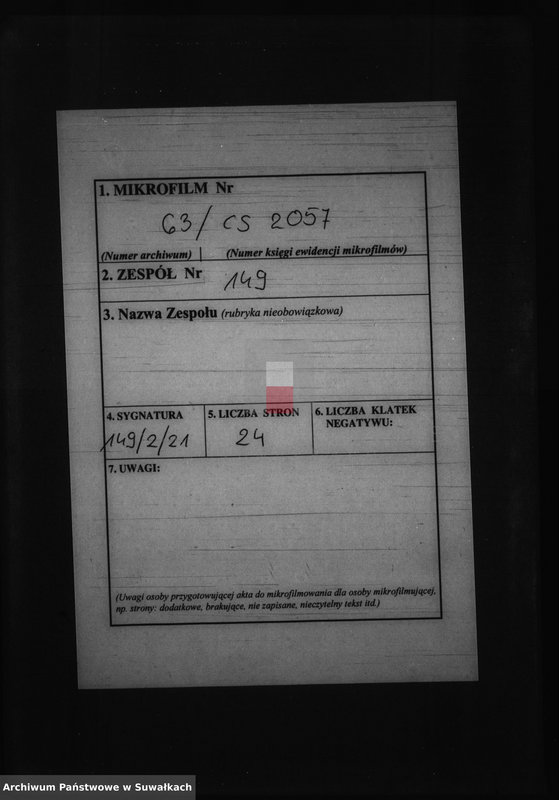 1. MIKROFILM Nr
63/CS 2057
(Numer archiwum) (Numer księgi ewidencji mikrofilmów)
2. ZESPÓŁ Nr 149
3. Nazwa Zespołu (rubryka nieobowiązkowa)
4. SYGNATURA
149/2/21
5. LICZBA STRON
24
6. LICZBA KLATEK
NEGATYWU:
7. UWAGI:
(Uwagi osoby przygotowującej akta do mikrofilmowania dla osoby mikrofilmującej,
np. strony: dodatkowe, brakujące, nie zapisane, nieczytelny tekst itd.)
Archiwum Państwowe w Suwałkach